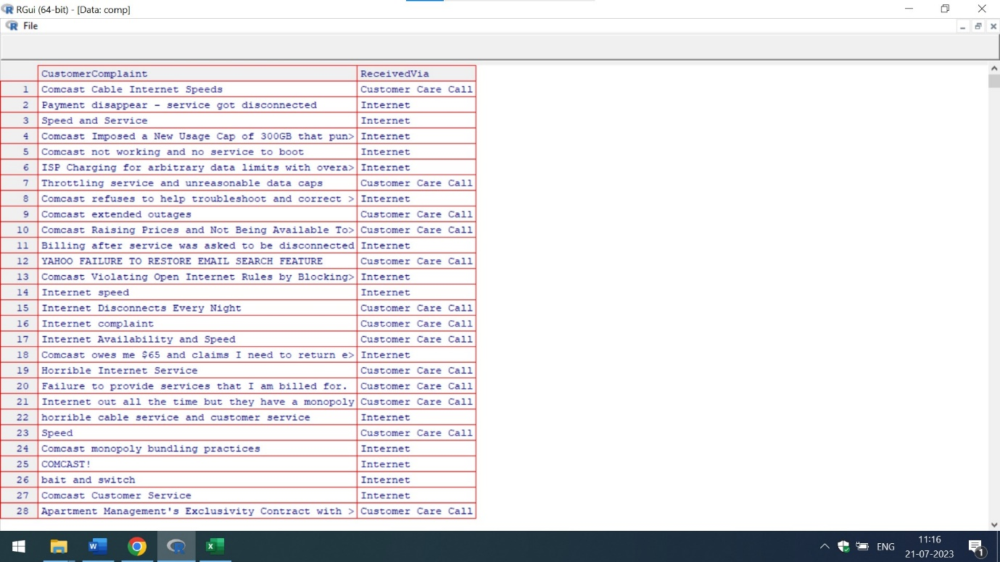 RGui (64-bit) - [Data: comp]
File
CustomerComplaint ReceivedVia
1 Comcast Cable Internet Speeds Customer Care Call
2 Payment disappear - service got disconnected Internet
3 Speed and Service Internet
4 Comcast Imposed a New Usage Cap of 300GB that pun> Internet
5 Comcast not working and no service to boot Internet
6 ISP Charging for arbitrary data limits with overa> Internet
7 Throttling service and unreasonable data caps Customer Care Call
8 Comcast refuses to help troubleshoot and correct > Internet
9 Comcast extended outages Customer Care Call
10 Comcast Raising Prices and Not Being Available To> Customer Care Call
11 Billing after service was asked to be disconnected Internet
12 YAHOO FAILURE TO RESTORE EMAIL SEARCH FEATURE Customer Care Call
13 Comcast Violating Open Internet Rules by Blocking> Internet
14 Internet speed Internet
15 Internet Disconnects Every Night Customer Care Call
16 Internet complaint Customer Care Call
17 Internet Availability and Speed Customer Care Call
18 Comcast owes me $65 and claims I need to return e> Internet
19 Horrible Internet Service Customer Care Call
20 Failure to provide services that I am billed for. Customer Care Call
21 Internet out all the time but they have a monopoly Customer Care Call
22 horrible cable service and customer service Internet
23 Speed Customer Care Call
24 Comcast monopoly bundling practices Internet
25 COMCAST! Internet
26 bait and switch Internet
27 Comcast Customer Service Internet
28 Apartment Management's Exclusivity Contract with > Customer Care Call
ENG
11:16
21-07-2023
1